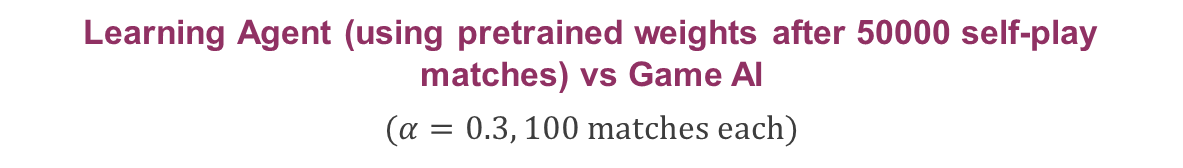 Learning Agent (using pretrained weights after 50000 self-play
matches) vs Game AI
(α = 0.3, 100 matches each)